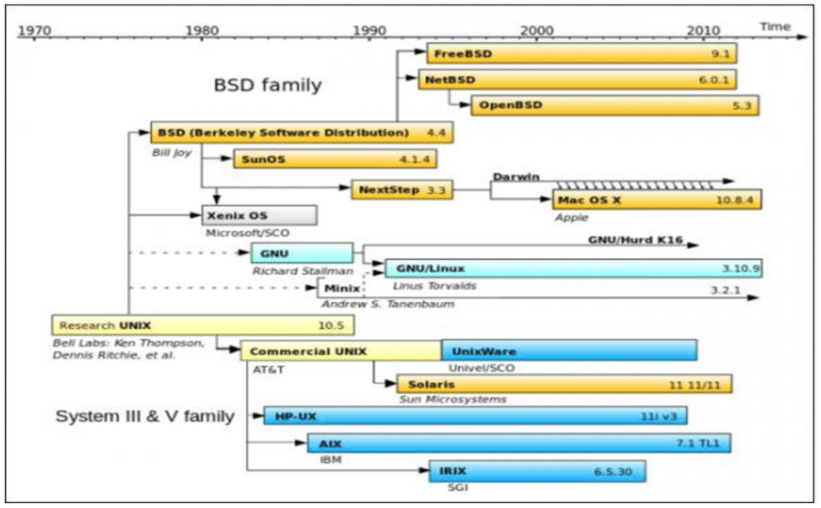 1970 1980 1990 2000 2010 Time
FreeBSD 9.1
BSD family
NetBSD 6.0.1
OpenBSD 5.3
BSD (Berkeley Software Distribution) 4.4
Bill Joy
SunOS 4.1.4
Darwin
NextStep 3.3
Mac OS X 10.8.4
Apple
Xenix OS
Microsoft/SCO
GNU/Hurd K16
GNU
Richard Stallman
GNU/Linux 3.10.9
Linus Torvalds
Minix 3.2.1
Andrew S. Tanenbaum
Research UNIX 10.5
Bell Labs: Ken Thompson,
Dennis Ritchie, et al.
Commercial UNIX
AT&T
UnixWare
Univel/SCO
Solaris 11 11/11
Sun Microsystems
System III & V family
HP-UX 11i v3
AIX 7.1 TL1
IBM
IRIX 6.5.30
SGI